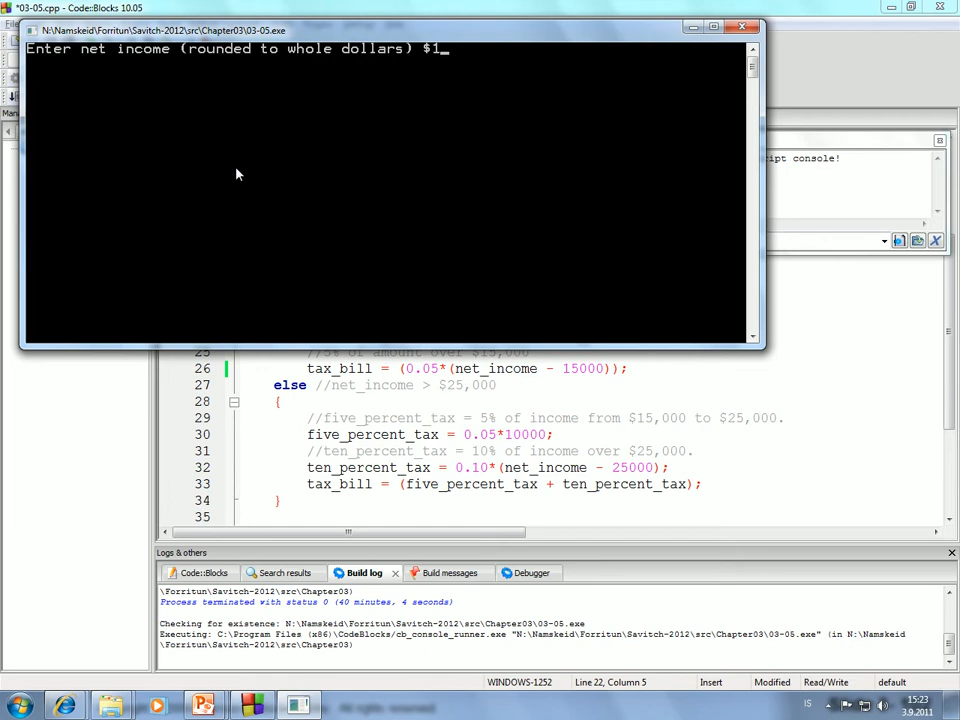 *03-05.cpp - Code::Blocks 10.05
N:\Namskeid\Forritun\Savitch-2012\src\Chapter03\03-05.exe
Enter net income (rounded to whole dollars) $1_
Man
cript console!
25 //5% of amount over $15,000
26 tax_bill = (0.05*(net_income - 15000));
27 else //net_income > $25,000
28 {
29 //five_percent_tax = 5% of income from $15,000 to $25,000.
30 five_percent_tax = 0.05*10000;
31 //ten_percent_tax = 10% of income over $25,000.
32 ten_percent_tax = 0.10*(net_income - 25000);
33 tax_bill = (five_percent_tax + ten_percent_tax);
34 }
35
Logs & others
Code::Blocks Search results Build log Build messages Debugger
\Forritun\Savitch-2012\src\Chapter03)
Process terminated with status 0 (40 minutes, 4 seconds)
Checking for existence: N:\Namskeid\Forritun\Savitch-2012\src\Chapter03\03-05.exe
Executing: C:\Program Files (x86)\CodeBlocks/cb_console_runner.exe "N:\Namskeid\Forritun\Savitch-2012\src\Chapter03\03-05.exe" (in N:\Namskeid
\Forritun\Savitch-2012\src\Chapter03)
WINDOWS-1252 Line 22, Column 5 Insert Modified Read/Write default
IS 15:23
3.9.2011
All rights reserved